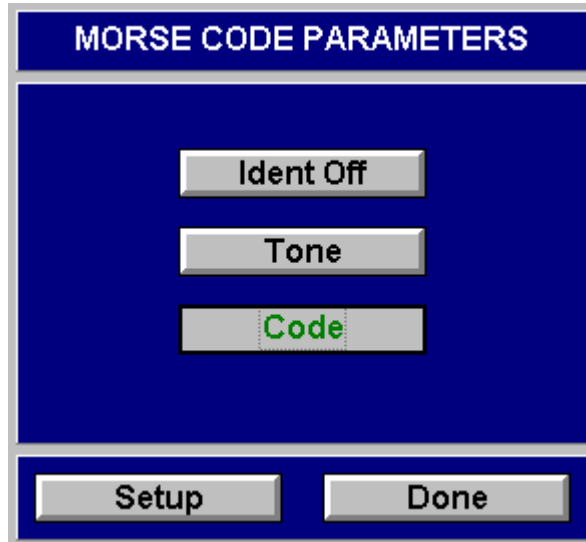 MORSE CODE PARAMETERS
Ident Off
Tone
Code
Setup Done